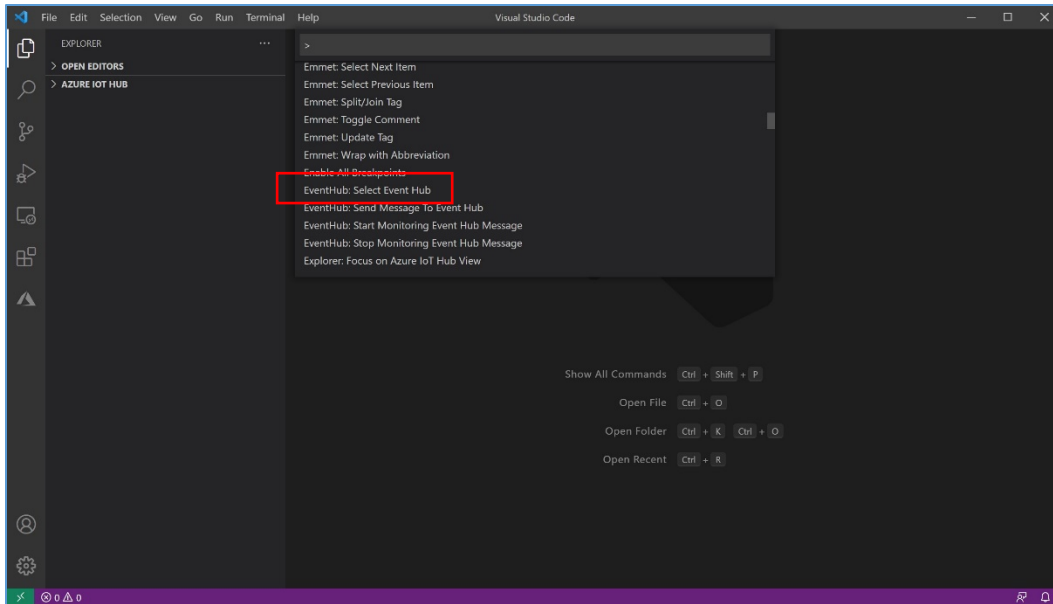 File Edit Selection View Go Run Terminal Help Visual Studio Code
EXPLORER ...
OPEN EDITORS
AZURE IOT HUB
>
Emmet: Select Next Item
Emmet: Select Previous Item
Emmet: Split/Join Tag
Emmet: Toggle Comment
Emmet: Update Tag
Emmet: Wrap with Abbreviation
Enable All Breakpoints
EventHub: Select Event Hub
EventHub: Send Message To Event Hub
EventHub: Start Monitoring Event Hub Message
EventHub: Stop Monitoring Event Hub Message
Explorer: Focus on Azure IoT Hub View
Show All Commands Ctrl + Shift + P
Open File Ctrl + O
Open Folder Ctrl + K Ctrl + O
Open Recent Ctrl + R
0 0